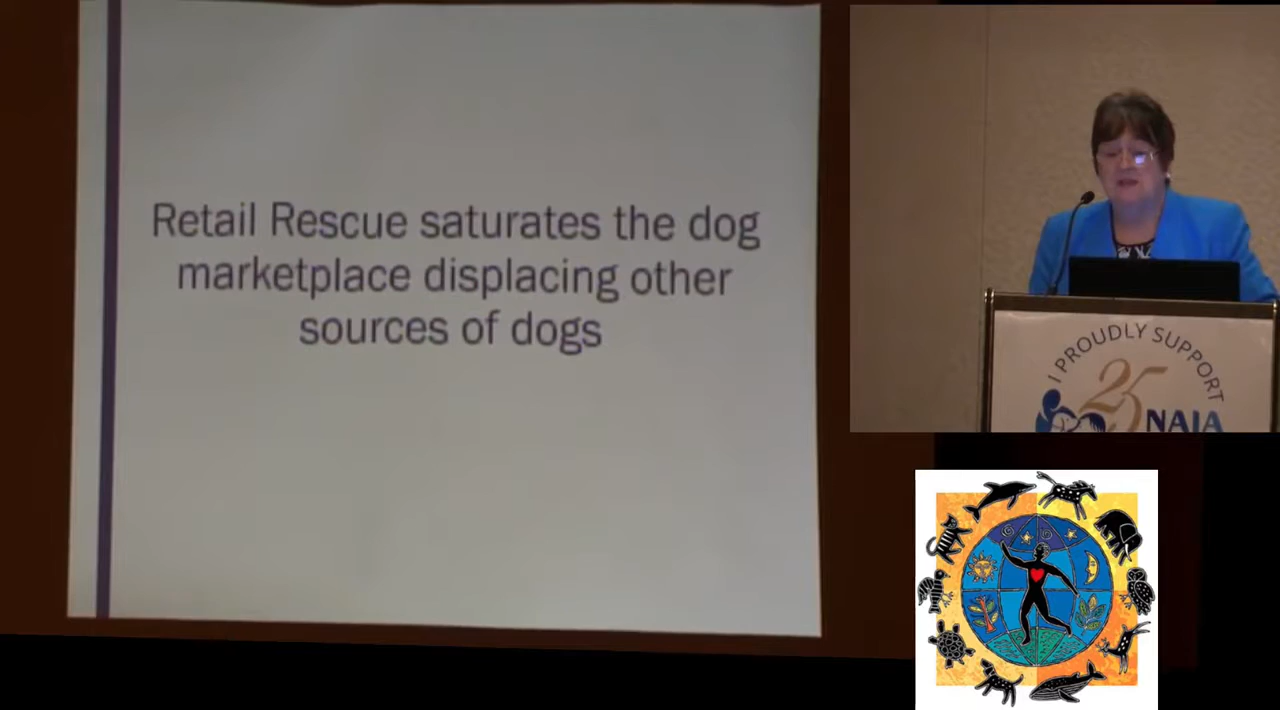 Retail Rescue saturates the dog
marketplace displacing other
sources of dogs
I PROUDLY SUPPORT
25
NAIA